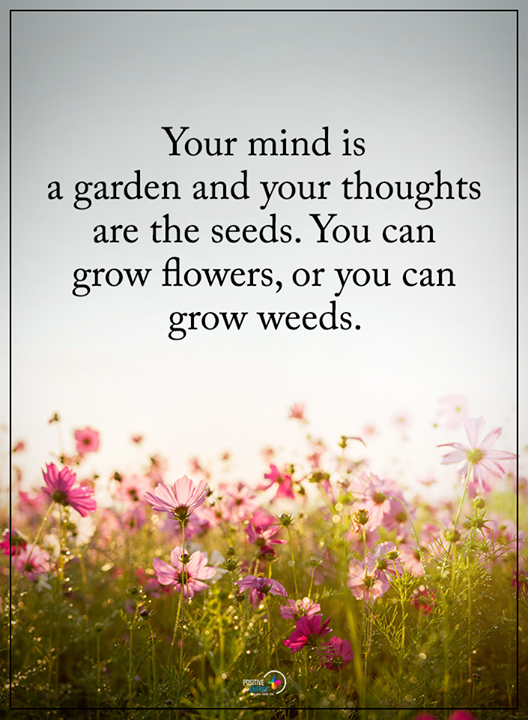 Your mind is
a garden and your thoughts
are the seeds. You can
grow flowers, or you can
grow weeds.
POSITIVE